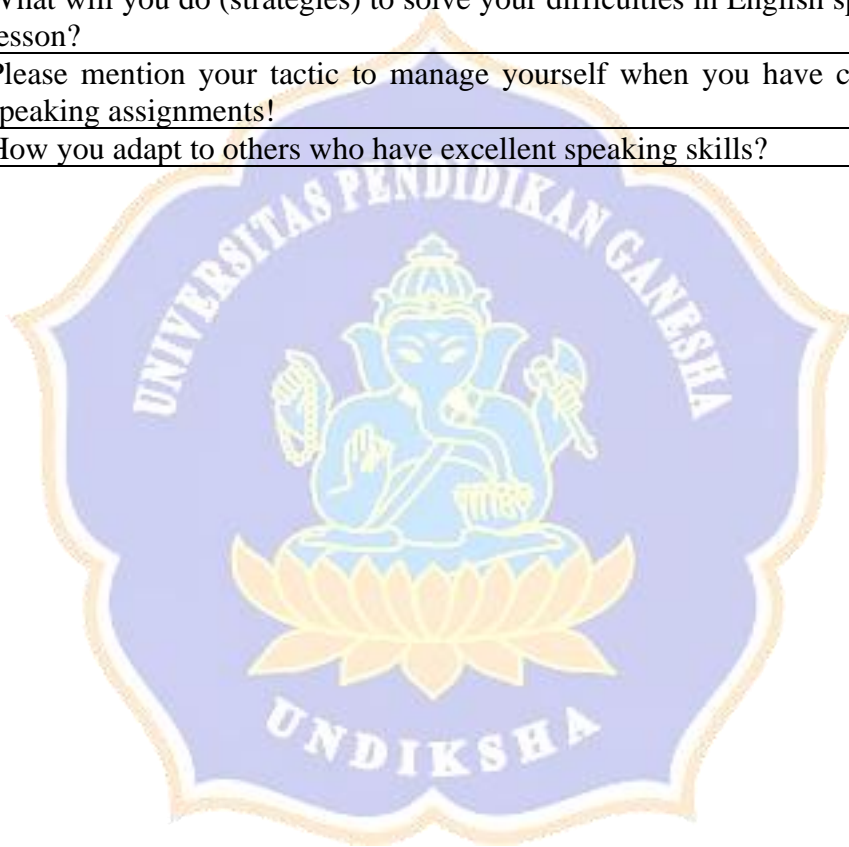 What will you do (strategies) to solve your difficulties in English
lesson?
Please mention your tactic to manage yourself when you have
speaking assignments!
How you adapt to others who have excellent speaking skills?
UNIVERSITAS PENDIDIKAN GANESHA
UNDIKSHA